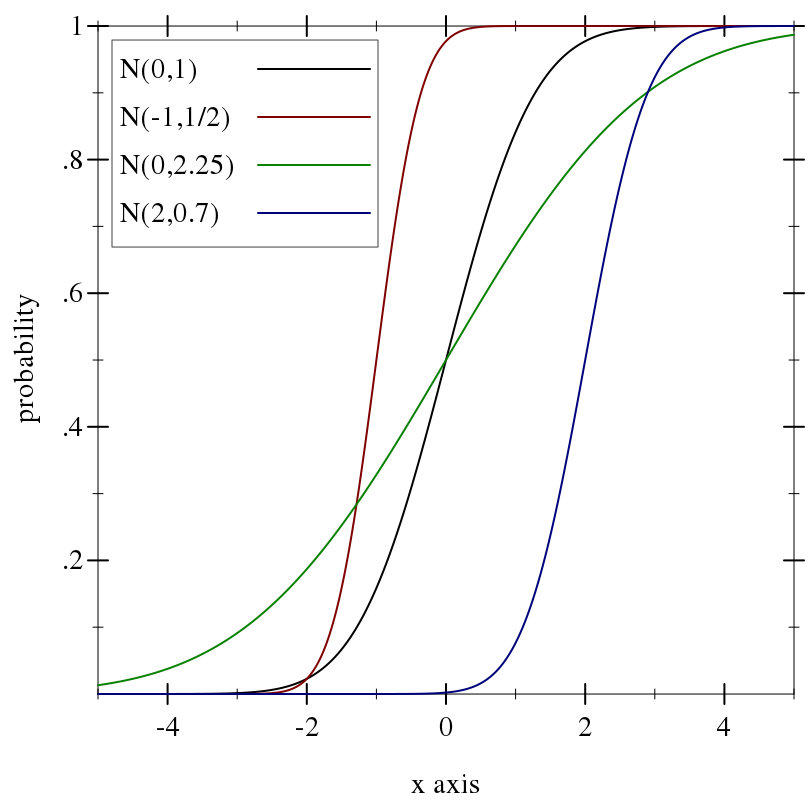 1
N(0,1)
N(-1,1/2)
.8
N(0,2.25)
N(2,0.7)
.6
probability
.4
.2
-4 -2 0 2 4
x axis